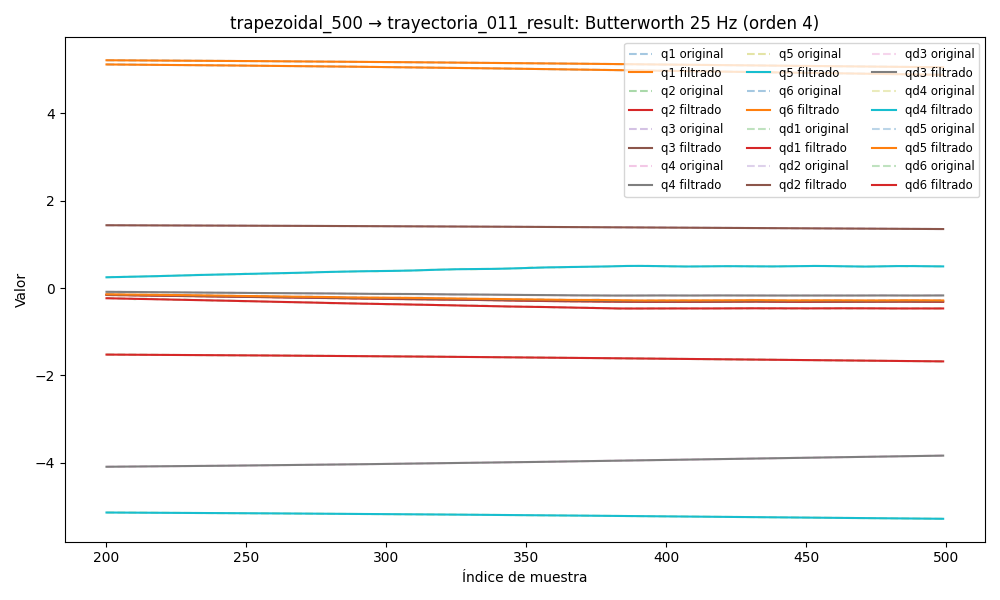 trapezoidal_500 → trayectoria_011_result: Butterworth 25 Hz (orden 4)
q1 original
q1 filtrado
q2 original
q2 filtrado
q3 original
q3 filtrado
q4 original
q4 filtrado
q5 original
q5 filtrado
q6 original
q6 filtrado
qd1 original
qd1 filtrado
qd2 original
qd2 filtrado
qd3 original
qd3 filtrado
qd4 original
qd4 filtrado
qd5 original
qd5 filtrado
qd6 original
qd6 filtrado
Valor
4
2
0
−2
−4
200
250
300
350
400
450
500
Índice de muestra